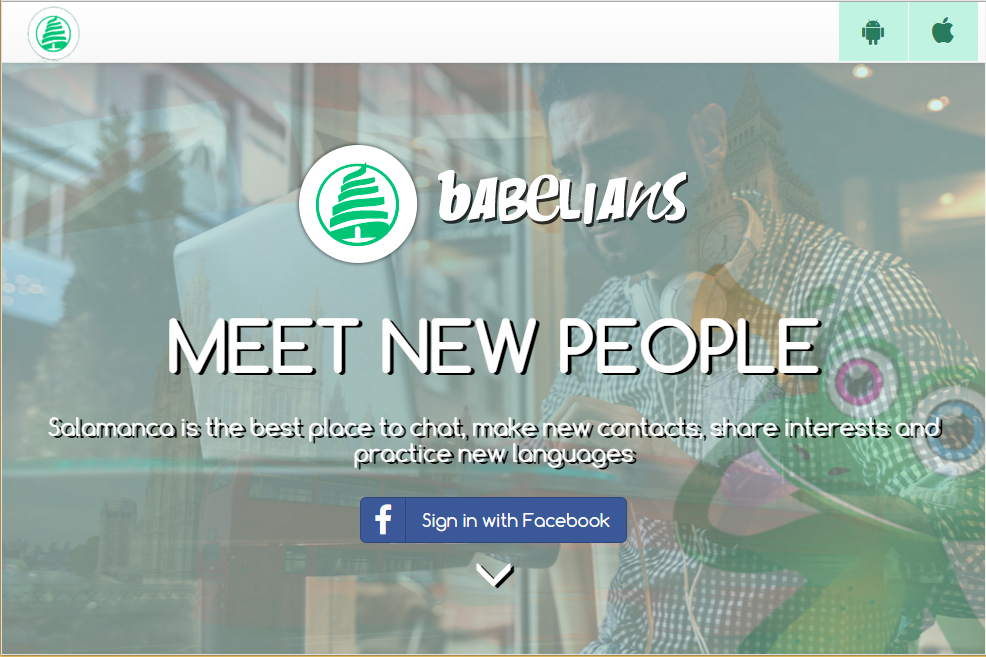 bABeLIANS
MEET NEW PEOPLE
Salamanca is the best place to chat, make new contacts, share interests and
practice new languages
f Sign in with Facebook